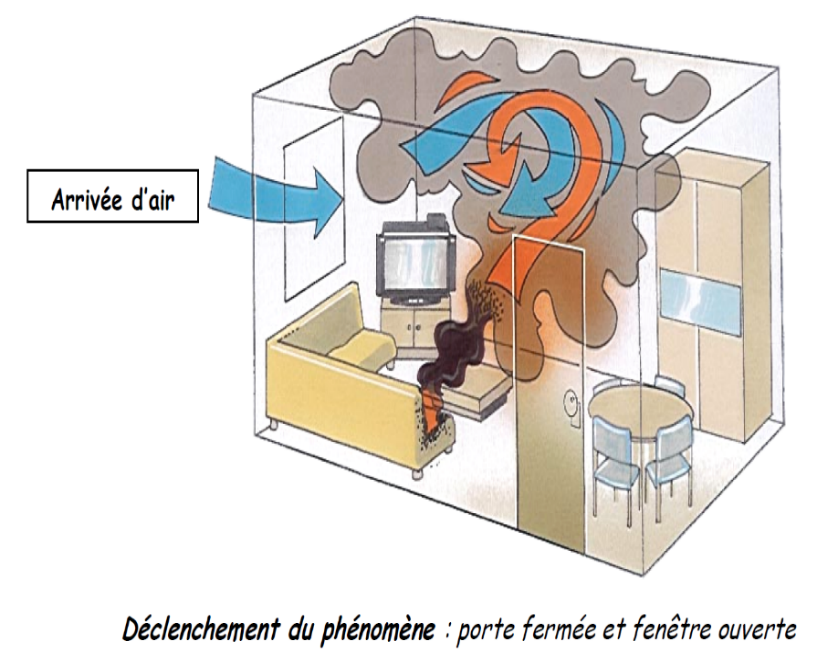 Arrivée d'air
Déclenchement du phénomène : porte fermée et fenêtre ouverte